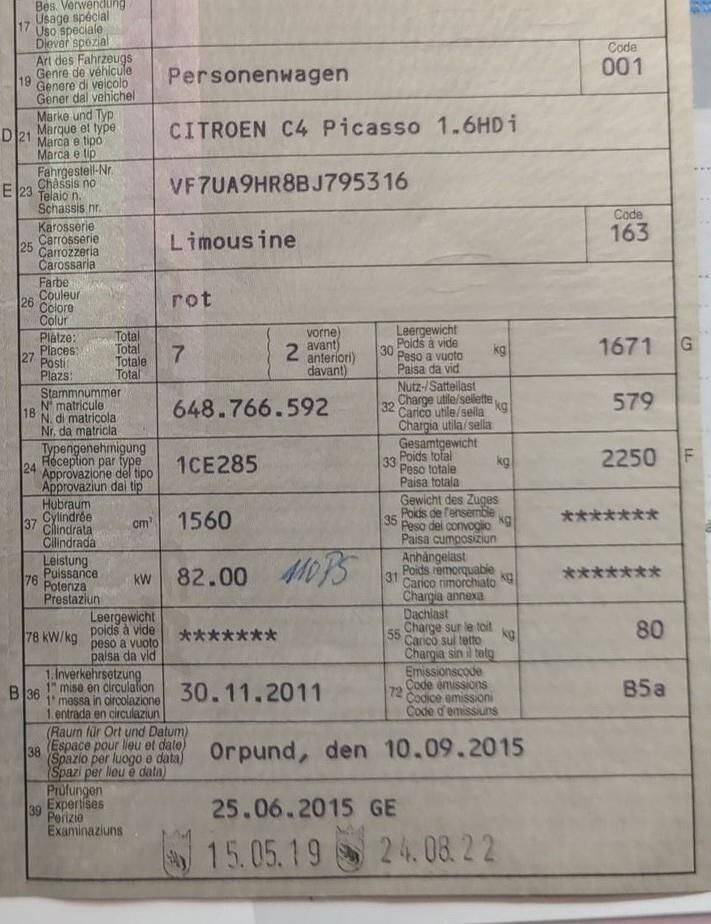 Bes. Verwendung
17 Usage spécial
Uso speciale
Diever spezial
Art des Fahrzeugs
19 Genre de véhicule
Genere di veicolo
Gener dal vehichel
Personenwagen
Code
001
Marke und Typ
D 21 Marque et type
Marca e tipo
Marca e tip
CITROEN C4 Picasso 1.6HDi
Fahrgestell-Nr.
E 23 Châssis no
Telaio n.
Schassis nr.
VF7UA9HR8BJ795316
Karosserie
25 Carrosserie
Carrozzeria
Carossaria
Limousine
Code
163
Farbe
26 Couleur
Colore
Colur
rot
Plätze: Total
27 Places: Total
Posti: Totale
Plazs: Total
7
2
vorne)
avant)
anteriori)
davant)
Leergewicht
30 Poids à vide kg
Peso a vuoto
Paisa da vid
1671 G
Stammnummer
18 N° matricule
N. di matricola
Nr. da matricla
648.766.592
Nutz-/Sattellast
32 Charge utile/sellette kg
Carico utile/sella
Chargia utila/sella
579
Typengenehmigung
24 Réception par type
Approvazione del tipo
Approvaziun dal tip
1CE285
Gesamtgewicht
33 Poids total kg
Peso totale
Paisa totala
2250 F
Hubraum
37 Cylindrée cm³
Cilindrata
Cilindrada
1560
Gewicht des Zuges
35 Poids de l'ensemble kg
Peso del convoglio
Paisa cumposiziun
*******
Leistung
76 Puissance kW
Potenza
Prestaziun
82.00 110 PS
Anhängelast
31 Poids remorquable kg
Carico rimorchiato
Chargia annexa
*******
Leergewicht
78 kW/kg poids à vide
peso a vuoto
paisa da vid
*******
Dachlast
55 Charge sur le toit kg
Carico sul tetto
Chargia sin il tetg
80
1. Inverkehrsetzung
B 36 1re mise en circulation
1a massa in circolazione
1. entrada en circulaziun
30.11.2011
Emissionscode
72 Code émissions
Codice emissioni
Code d'emissiuns
B5a
(Raum für Ort und Datum)
38 (Espace pour lieu et date)
(Spazio per luogo e data)
(Spazi per lieu e data)
Orpund, den 10.09.2015
Prüfungen
39 Expertises
Perizie
Examinaziuns
25.06.2015 GE
15.05.19 24.08.22